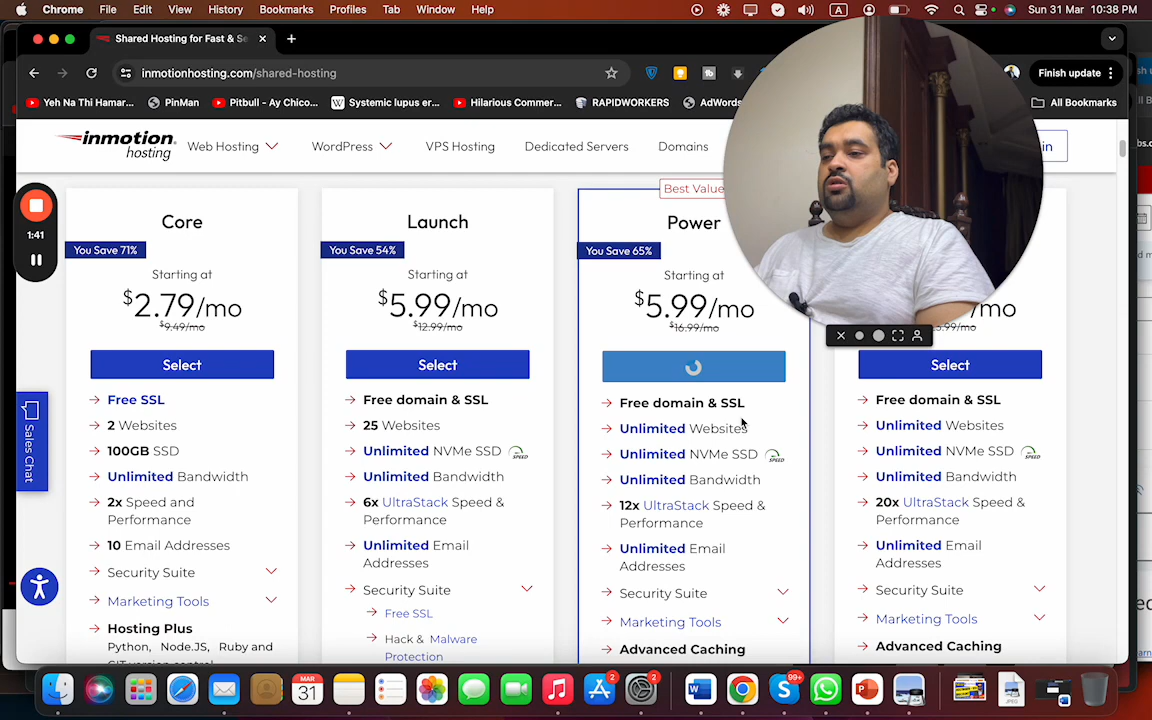 Chrome File Edit View History Bookmarks Profiles Tab Window Help
A
Sun 31 Mar 10:38 PM
Shared Hosting for Fast & Se
inmotionhosting.com/shared-hosting
Finish update
Yeh Na Thi Hamar...
PinMan
Pitbull - Ay Chico...
Systemic lupus er...
Hilarious Commer...
RAPIDWORKERS
AdWords
All Bookmarks
inmotion
hosting
Web Hosting
WordPress
VPS Hosting
Dedicated Servers
Domains
in
1:41
Sales Chat
Core
You Save 71%
Starting at
$2.79/mo
$9.49/mo
Select
Free SSL
2 Websites
100GB SSD
Unlimited Bandwidth
2x Speed and
Performance
10 Email Addresses
Security Suite
Marketing Tools
Hosting Plus
Python, Node.JS, Ruby and
GIT version control
Launch
You Save 54%
Starting at
$5.99/mo
$12.99/mo
Select
Free domain & SSL
25 Websites
Unlimited NVMe SSD
SPEED
Unlimited Bandwidth
6x UltraStack Speed &
Performance
Unlimited Email
Addresses
Security Suite
Free SSL
Hack & Malware
Protection
Best Value
Power
You Save 65%
Starting at
$5.99/mo
$16.99/mo
Free domain & SSL
Unlimited Websites
Unlimited NVMe SSD
SPEED
Unlimited Bandwidth
12x UltraStack Speed &
Performance
Unlimited Email
Addresses
Security Suite
Marketing Tools
Advanced Caching
/mo
Select
Free domain & SSL
Unlimited Websites
Unlimited NVMe SSD
SPEED
Unlimited Bandwidth
20x UltraStack Speed &
Performance
Unlimited Email
Addresses
Security Suite
Marketing Tools
Advanced Caching
MAR
31
2
2
99+